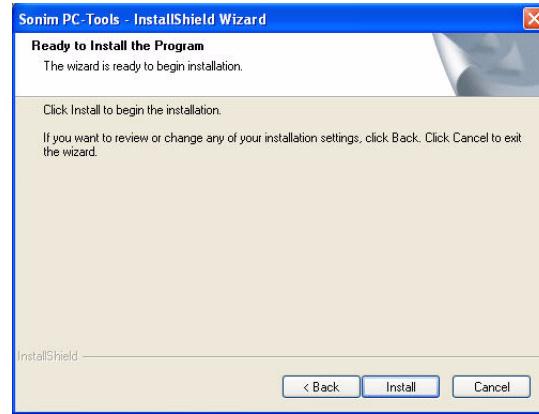 Sonim PC-Tools - InstallShield Wizard
Ready to Install the Program
The wizard is ready to begin installation.
Click Install to begin the installation.
If you want to review or change any of your installation settings, click Back. Click Cancel to exit
the wizard.
InstallShield
< Back Install Cancel